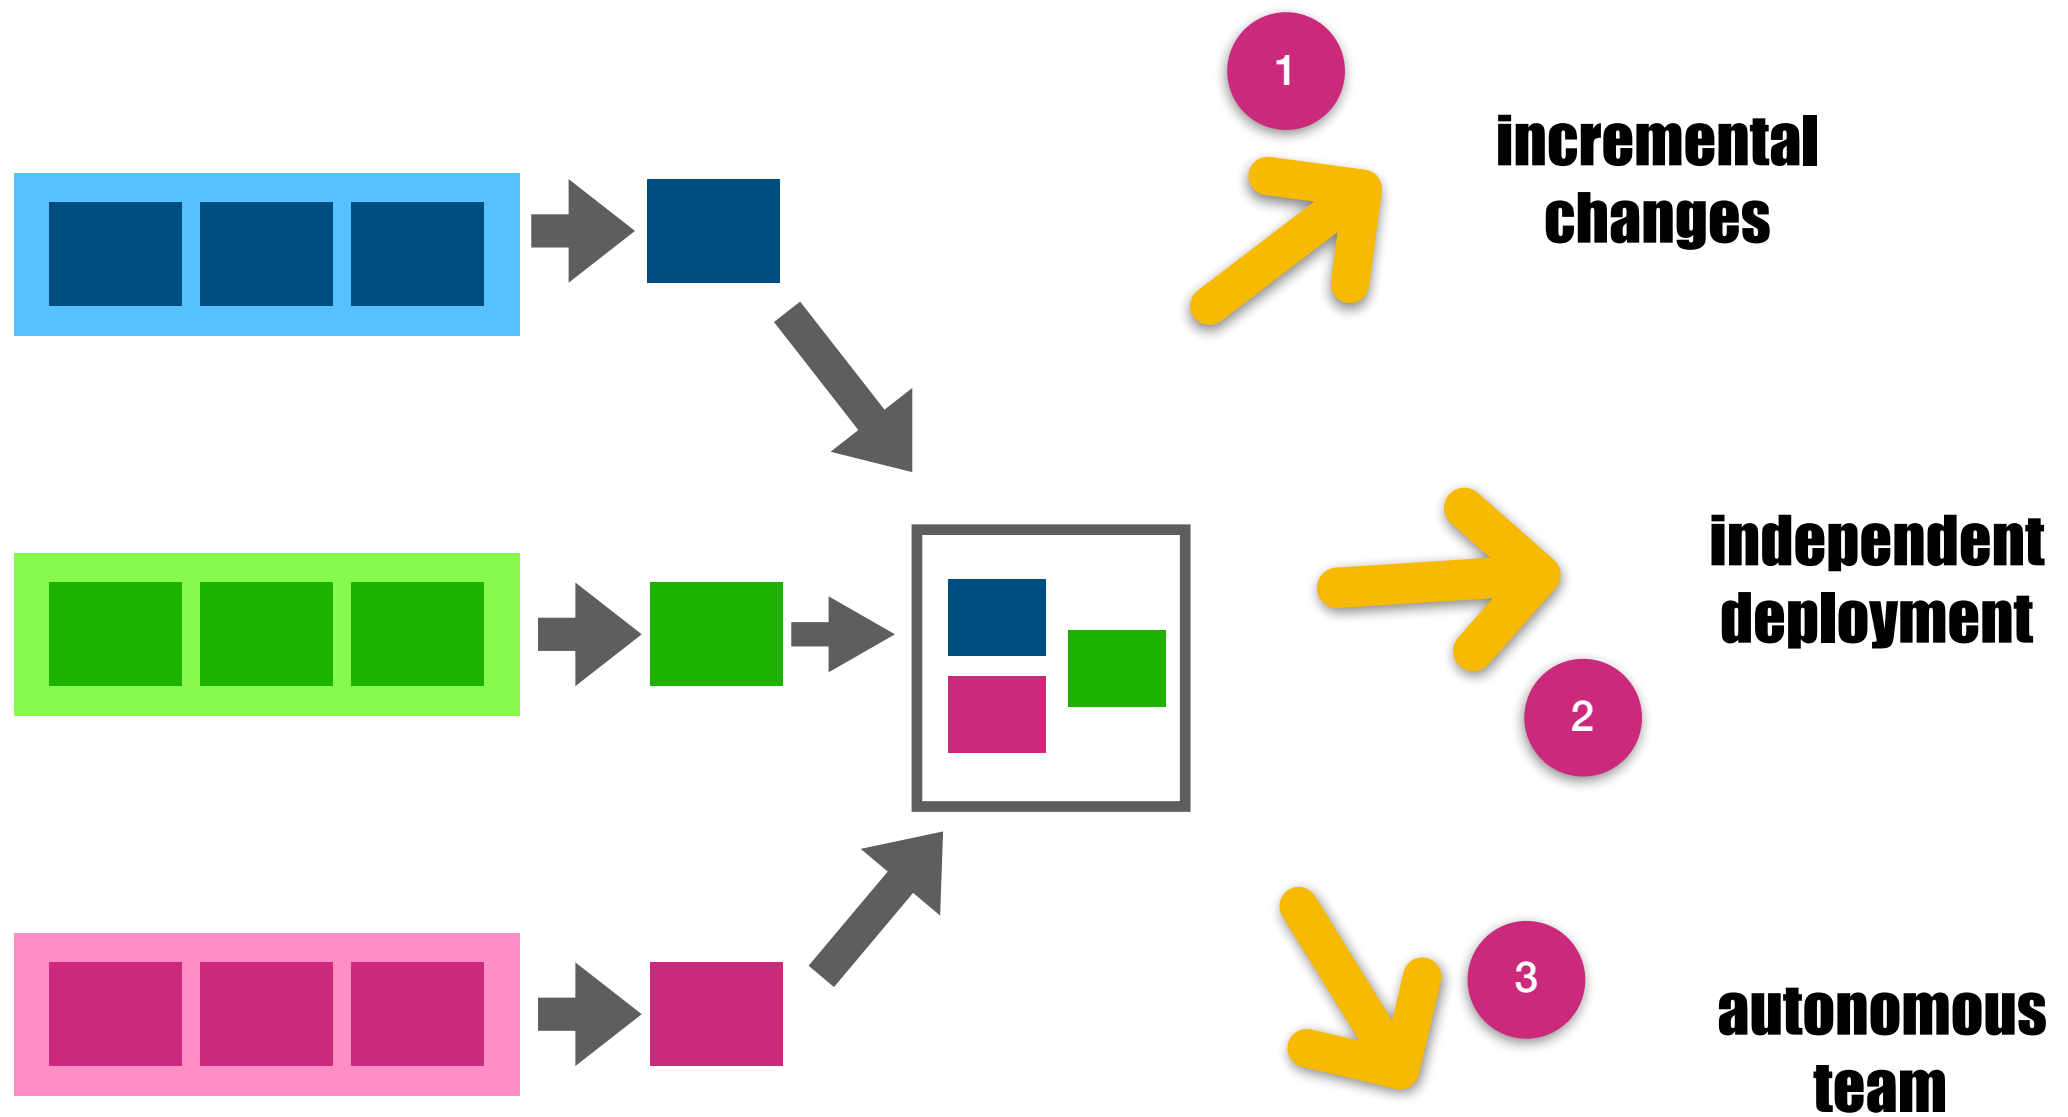 1
incremental
changes
independent
deployment
2
3
autonomous
team